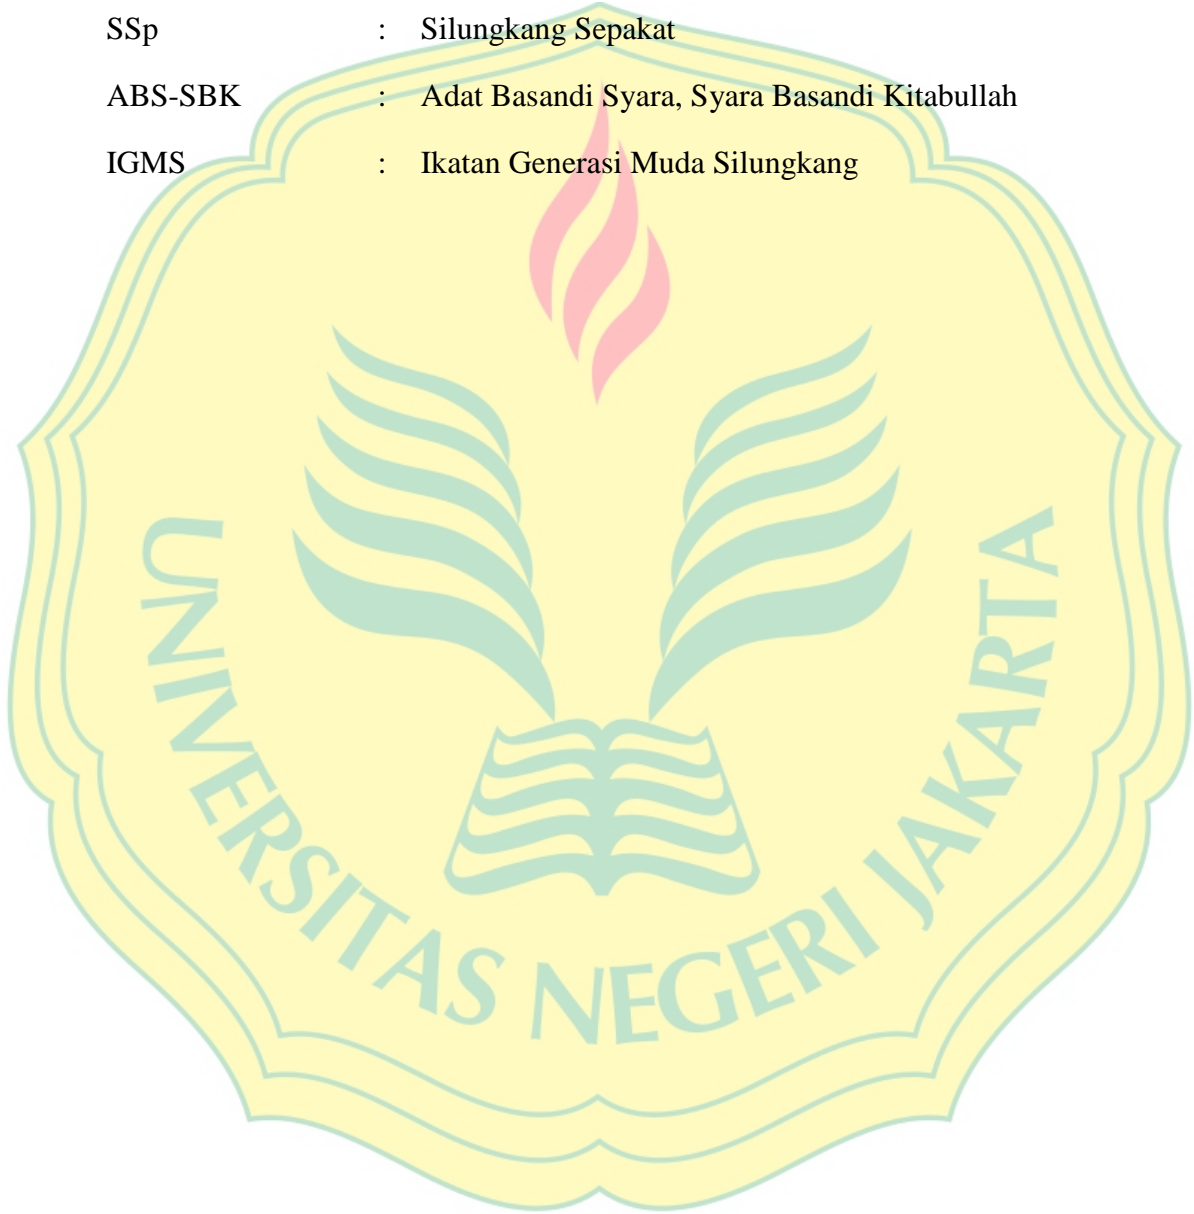 SSp : Silungkang Sepakat
ABS-SBK : Adat Basandi Syara, Syara Basandi Kitabullah
IGMS : Ikatan Generasi Muda Silungkang
UNIVERSITAS NEGERI JAKARTA